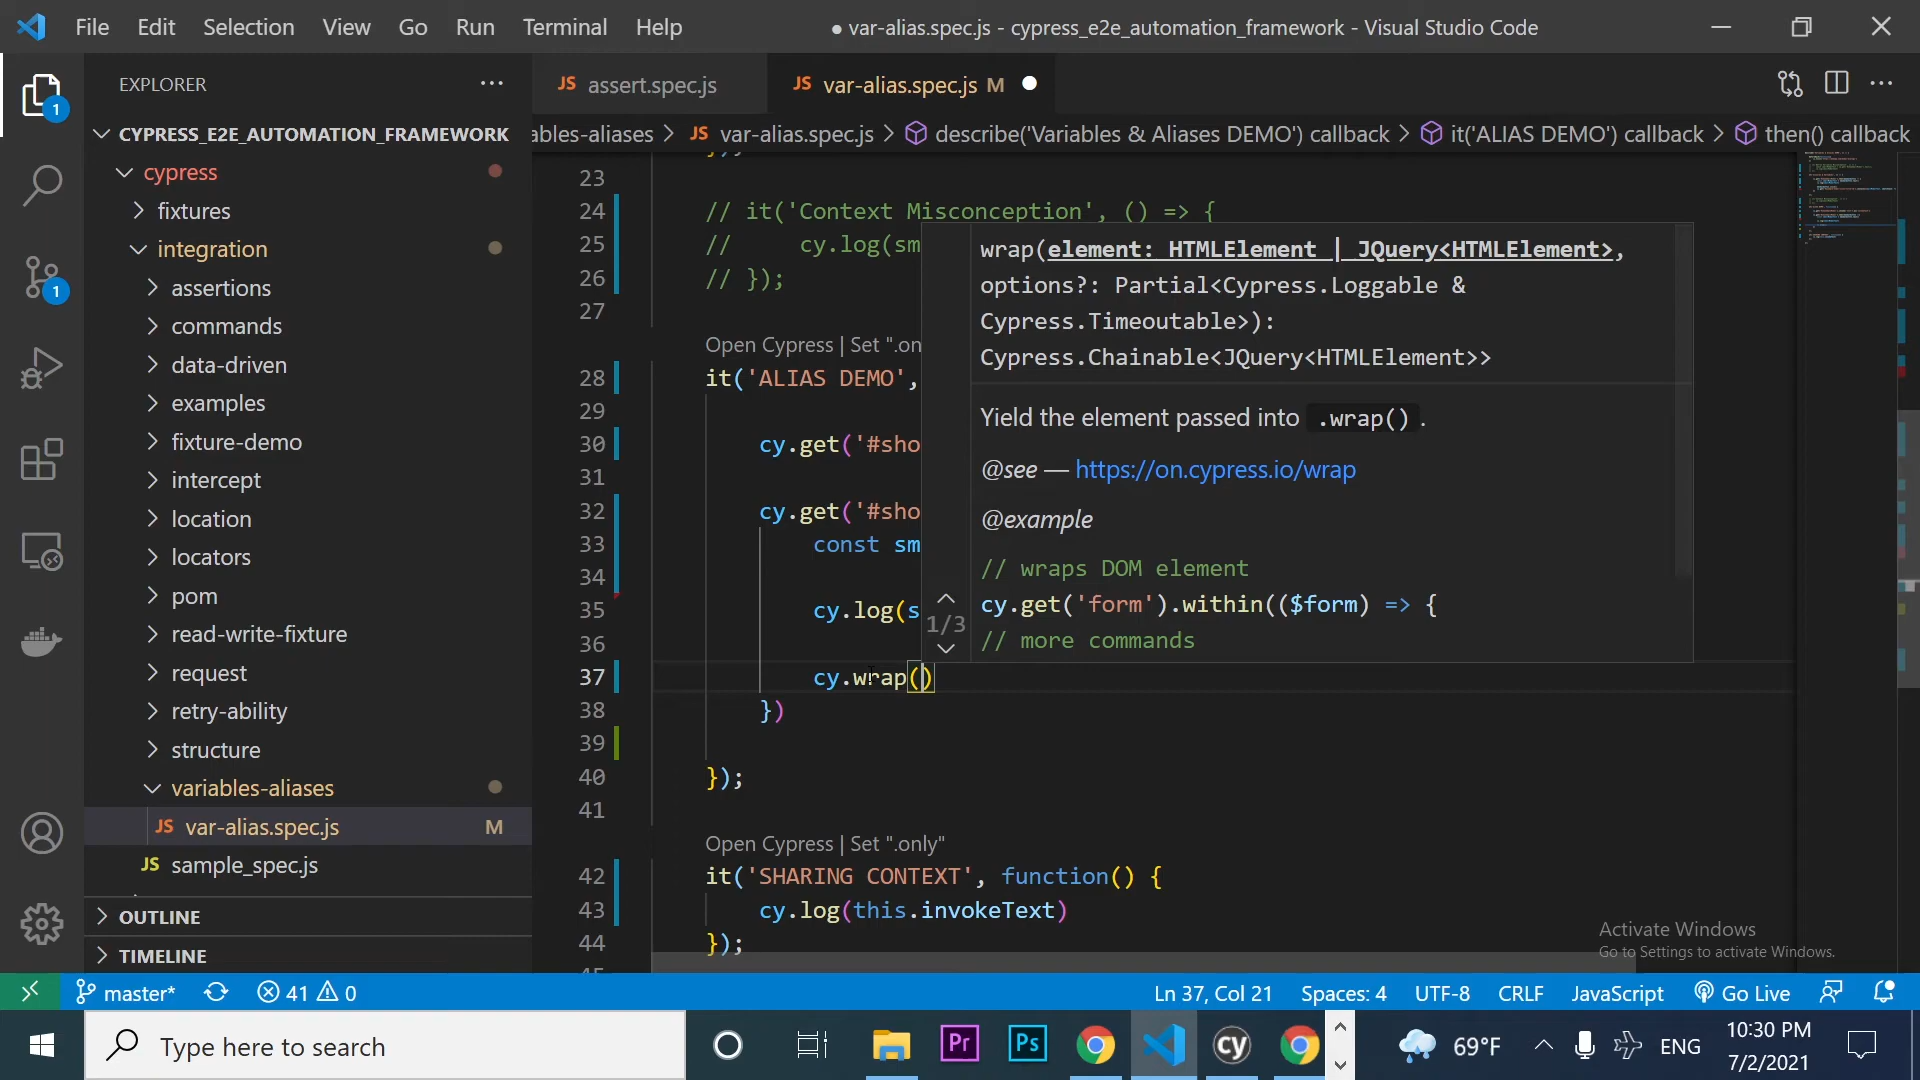 File Edit Selection View Go Run Terminal Help
● var-alias.spec.js - cypress_e2e_automation_framework - Visual Studio Code
EXPLORER
JS assert.spec.js
JS var-alias.spec.js M
CYPRESS_E2E_AUTOMATION_FRAMEWORK
ables-aliases > JS var-alias.spec.js > describe('Variables & Aliases DEMO') callback > it('ALIAS DEMO') callback > then() callback
cypress
fixtures
integration
assertions
commands
data-driven
examples
fixture-demo
intercept
location
locators
pom
read-write-fixture
request
retry-ability
structure
variables-aliases
JS var-alias.spec.js M
JS sample_spec.js
OUTLINE
TIMELINE
1
1
23
24 // it('Context Misconception', () => {
25 // cy.log(sm
26 // });
27
Open Cypress | Set ".on
28 it('ALIAS DEMO',
29
30 cy.get('#sho
31
32 cy.get('#sho
33 const sm
34
35 cy.log(s
36
37 cy.wrap()
38 })
39
40 });
41
Open Cypress | Set ".only"
42 it('SHARING CONTEXT', function() {
43 cy.log(this.invokeText)
44 });
1/3
wrap(element: HTMLElement | JQuery<HTMLElement>,
options?: Partial<Cypress.Loggable &
Cypress.Timeoutable>):
Cypress.Chainable<JQuery<HTMLElement>>
Yield the element passed into .wrap() .
@see — https://on.cypress.io/wrap
@example
// wraps DOM element
cy.get('form').within(($form) => {
// more commands
Activate Windows
Go to Settings to activate Windows.
master* 41 0
Ln 37, Col 21 Spaces: 4 UTF-8 CRLF JavaScript Go Live
Type here to search
Pr Ps cy
69°F
ENG
10:30 PM
7/2/2021